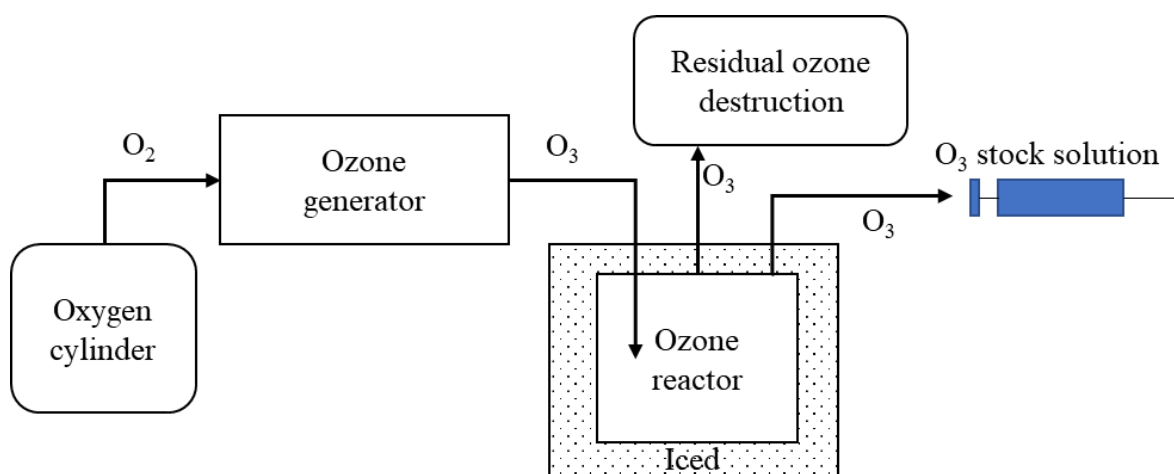 Residual ozone
destruction
O₂
Ozone
generator
O₃
O₃
O₃ stock solution
O₃
Oxygen
cylinder
Ozone
reactor
Iced